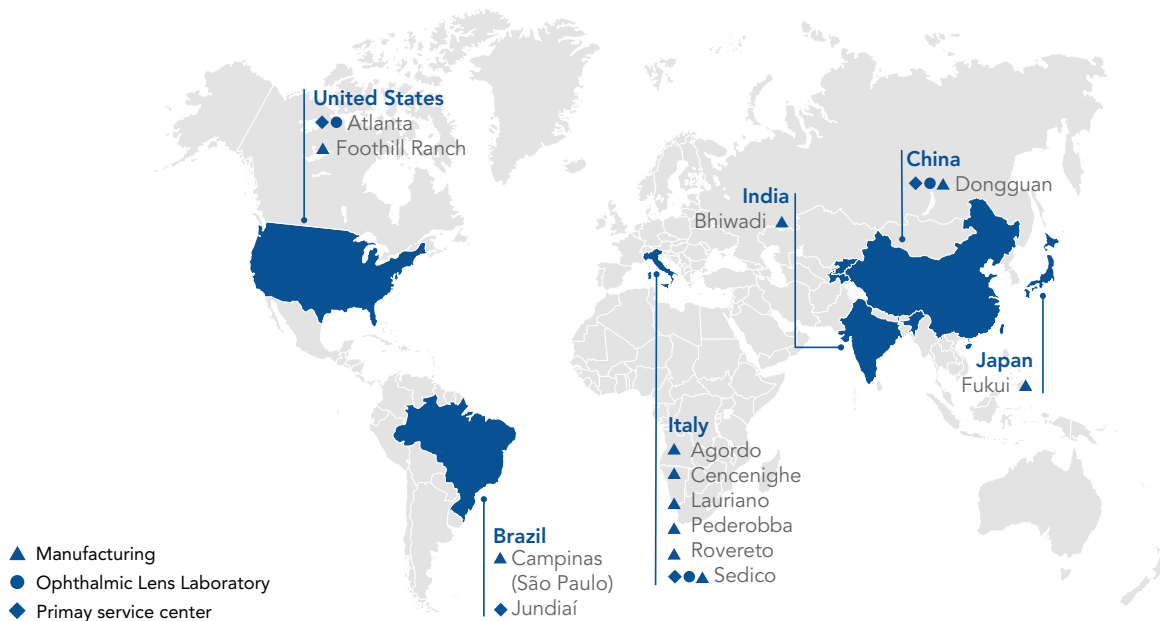 United States
Atlanta
Foothill Ranch
China
Dongguan
India
Bhiwadi
Japan
Fukui
Italy
Agordo
Cencenighe
Lauriano
Pederobba
Rovereto
Sedico
Brazil
Campinas
(São Paulo)
Jundiaí
Manufacturing
Ophthalmic Lens Laboratory
Primay service center